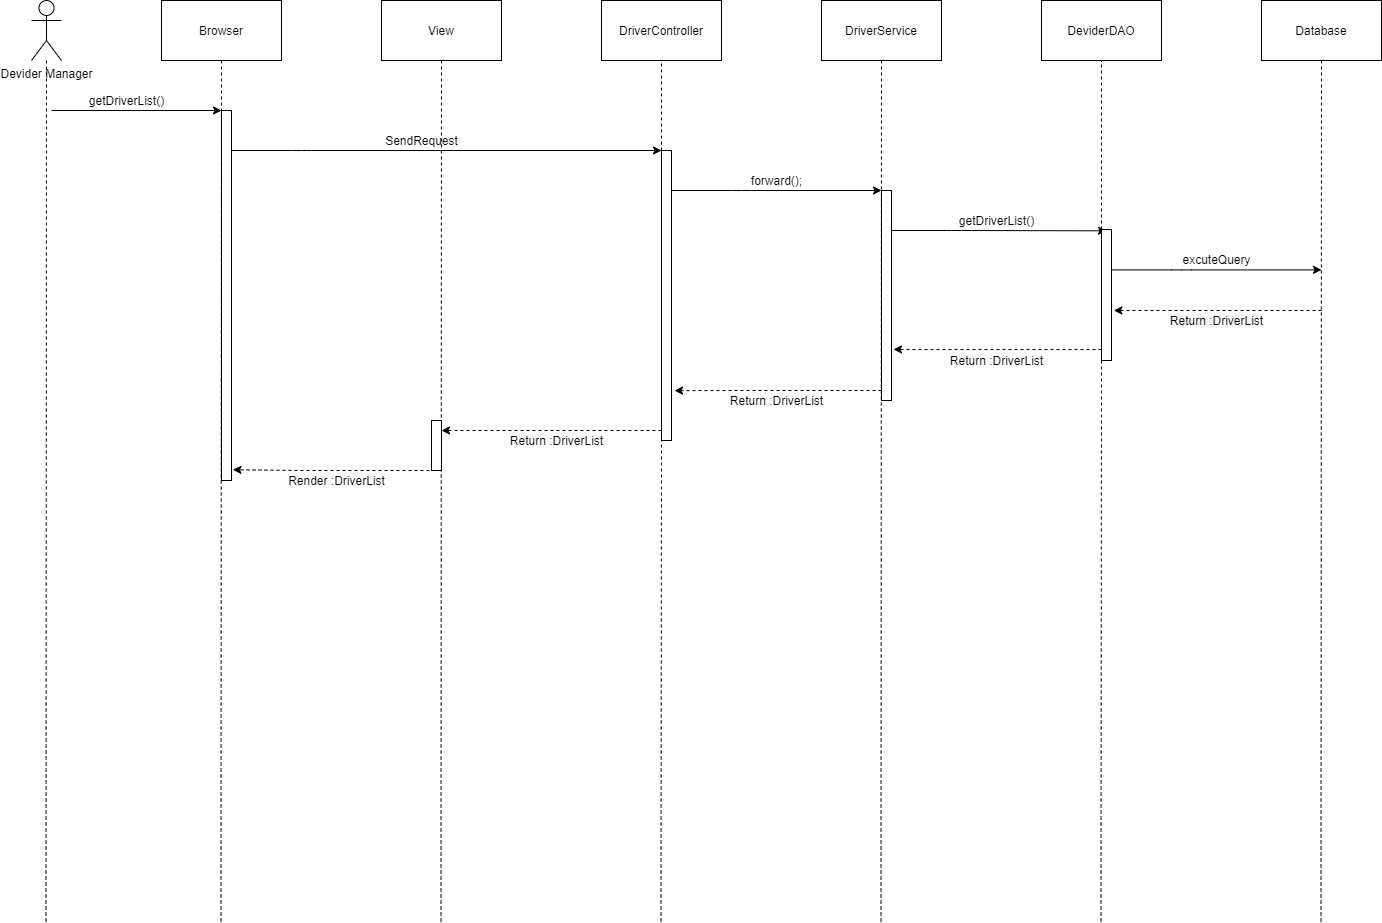 Devider Manager
Browser
View
DriverController
DriverService
DeviderDAO
Database
getDriverList()
SendRequest
forward();
getDriverList()
excuteQuery
Return :DriverList
Return :DriverList
Return :DriverList
Return :DriverList
Render :DriverList